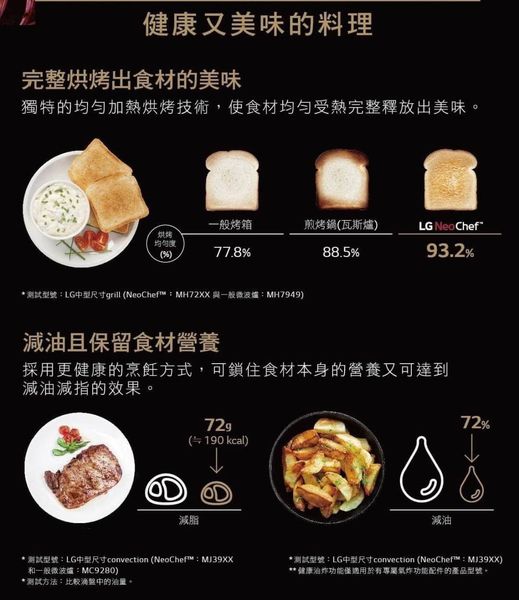 健康又美味的料理
完整烘烤出食材的美味
獨特的均勻加熱烘烤技術，使食材均勻受熱完整釋放出美味。
烘烤
均勻度
(%)
一般烤箱
煎烤鍋(瓦斯爐)
LG NeoChef™
77.8%
88.5%
93.2%
*測試型號：LG中型尺寸grill (NeoChef™：MH72XX 與一般微波爐：MH7949)
減油且保留食材營養
採用更健康的烹飪方式，可鎖住食材本身的營養又可達到
減油減指的效果。
72g
(≒ 190 kcal)
減脂
72%
減油
*測試型號：LG中型尺寸convection (NeoChef™：MJ39XX
和一般微波爐：MC9280)
*測試方法：比較滴盤中的油量。
*測試型號：LG中型尺寸convection (NeoChef™：MJ39XX)
**健康油炸功能僅適用於有專屬氣炸功能配件的產品型號。